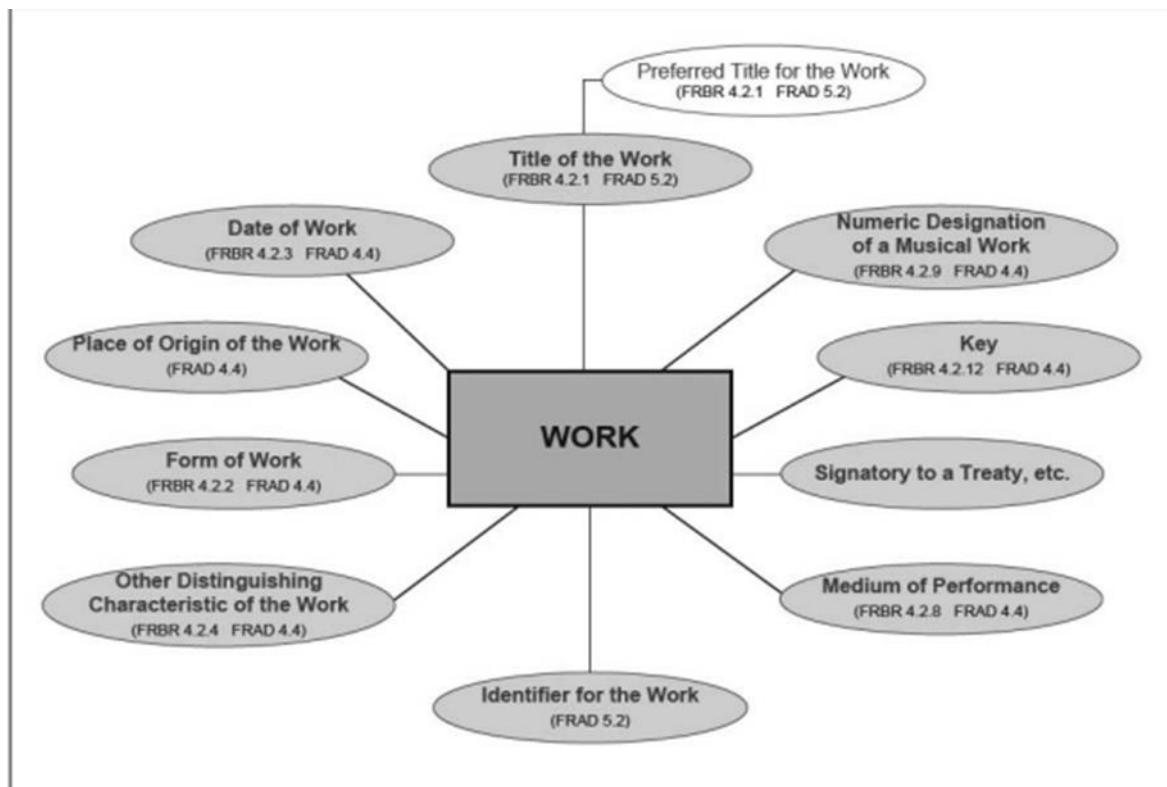 Preferred Title for the Work
(FRBR 4.2.1 FRAD 5.2)
Title of the Work
(FRBR 4.2.1 FRAD 5.2)
Date of Work
(FRBR 4.2.3 FRAD 4.4)
Numeric Designation
of a Musical Work
(FRBR 4.2.9 FRAD 4.4)
Place of Origin of the Work
(FRAD 4.4)
Key
(FRBR 4.2.12 FRAD 4.4)
WORK
Form of Work
(FRBR 4.2.2 FRAD 4.4)
Signatory to a Treaty, etc.
Other Distinguishing
Characteristic of the Work
(FRBR 4.2.4 FRAD 4.4)
Medium of Performance
(FRBR 4.2.8 FRAD 4.4)
Identifier for the Work
(FRAD 5.2)